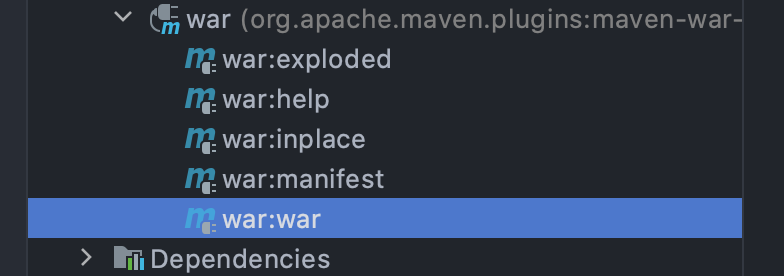 war (org.apache.maven.plugins:maven-war-
war:exploded
war:help
war:inplace
war:manifest
war:war
Dependencies